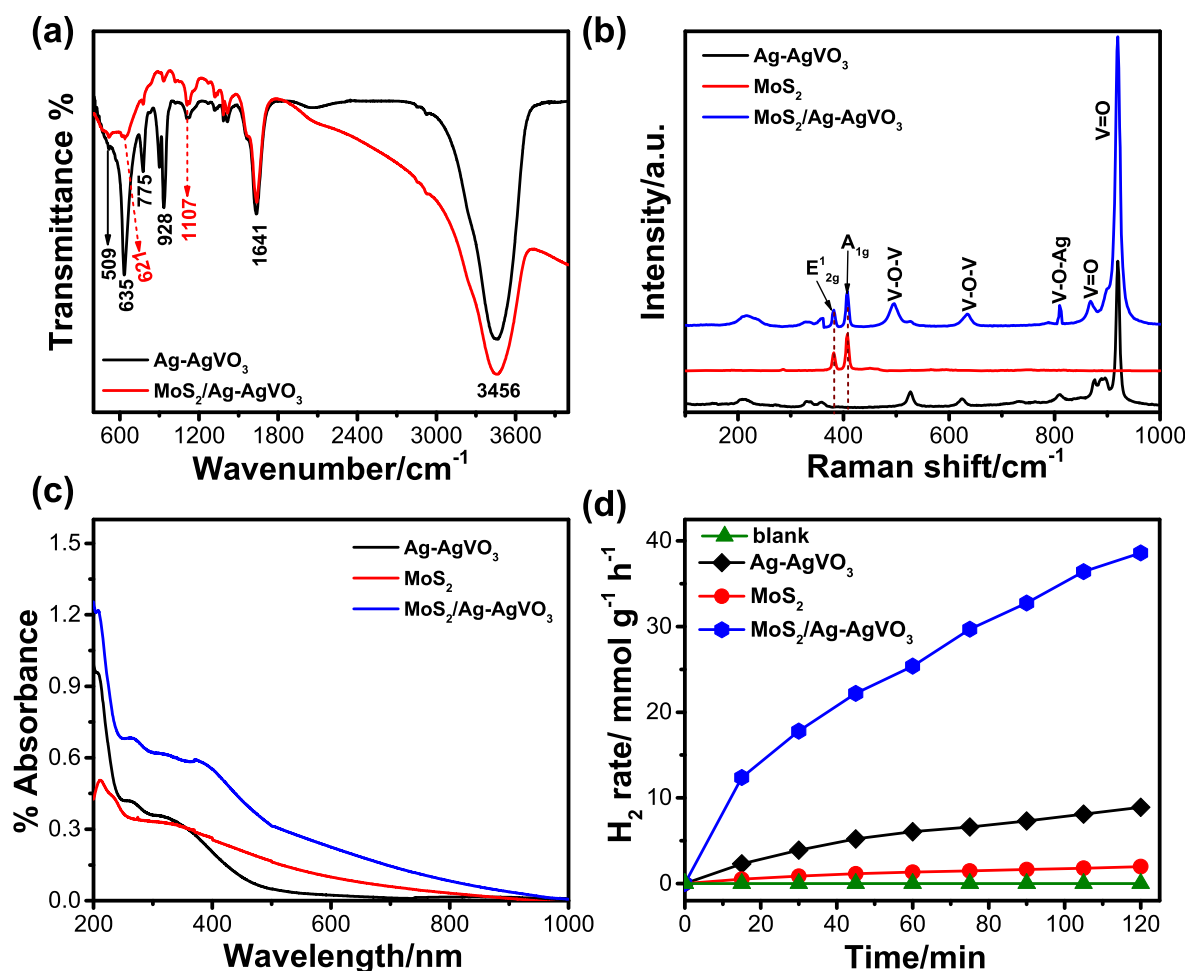 (a)
Transmittance %
509
635
621
775
928
1107
1641
3456
Ag-AgVO₃
MoS₂/Ag-AgVO₃
600 1200 1800 2400 3000 3600
Wavenumber/cm⁻¹
(b)
Intensity/a.u.
Ag-AgVO₃
MoS₂
MoS₂/Ag-AgVO₃
E¹₂g
A₁g
V-O-V
V-O-V
V-O-Ag
V=O
V=O
200 400 600 800 1000
Raman shift/cm⁻¹
(c)
% Absorbance
1.5
1.2
0.9
0.6
0.3
0.0
Ag-AgVO₃
MoS₂
MoS₂/Ag-AgVO₃
200 400 600 800 1000
Wavelength/nm
(d)
H₂ rate/ mmol g⁻¹ h⁻¹
40
30
20
10
0
blank
Ag-AgVO₃
MoS₂
MoS₂/Ag-AgVO₃
0 20 40 60 80 100 120
Time/min